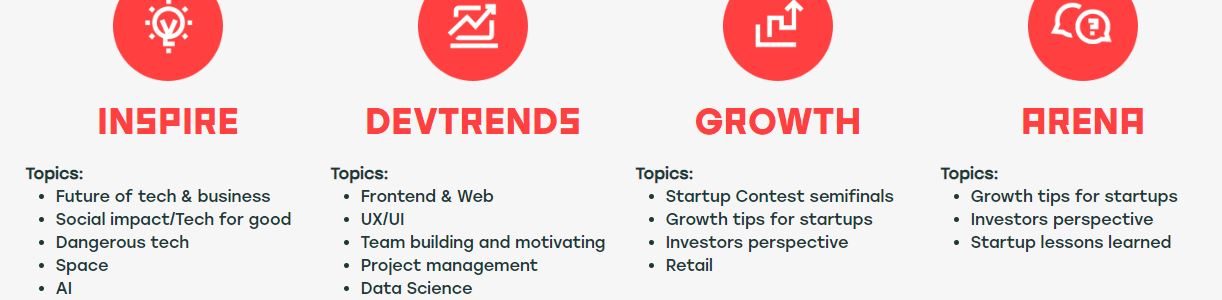 INSPIRE
Topics:
Future of tech & business
Social impact/Tech for good
Dangerous tech
Space
AI
DEVTRENDS
Topics:
Frontend & Web
UX/UI
Team building and motivating
Project management
Data Science
GROWTH
Topics:
Startup Contest semifinals
Growth tips for startups
Investors perspective
Retail
ARENA
Topics:
Growth tips for startups
Investors perspective
Startup lessons learned